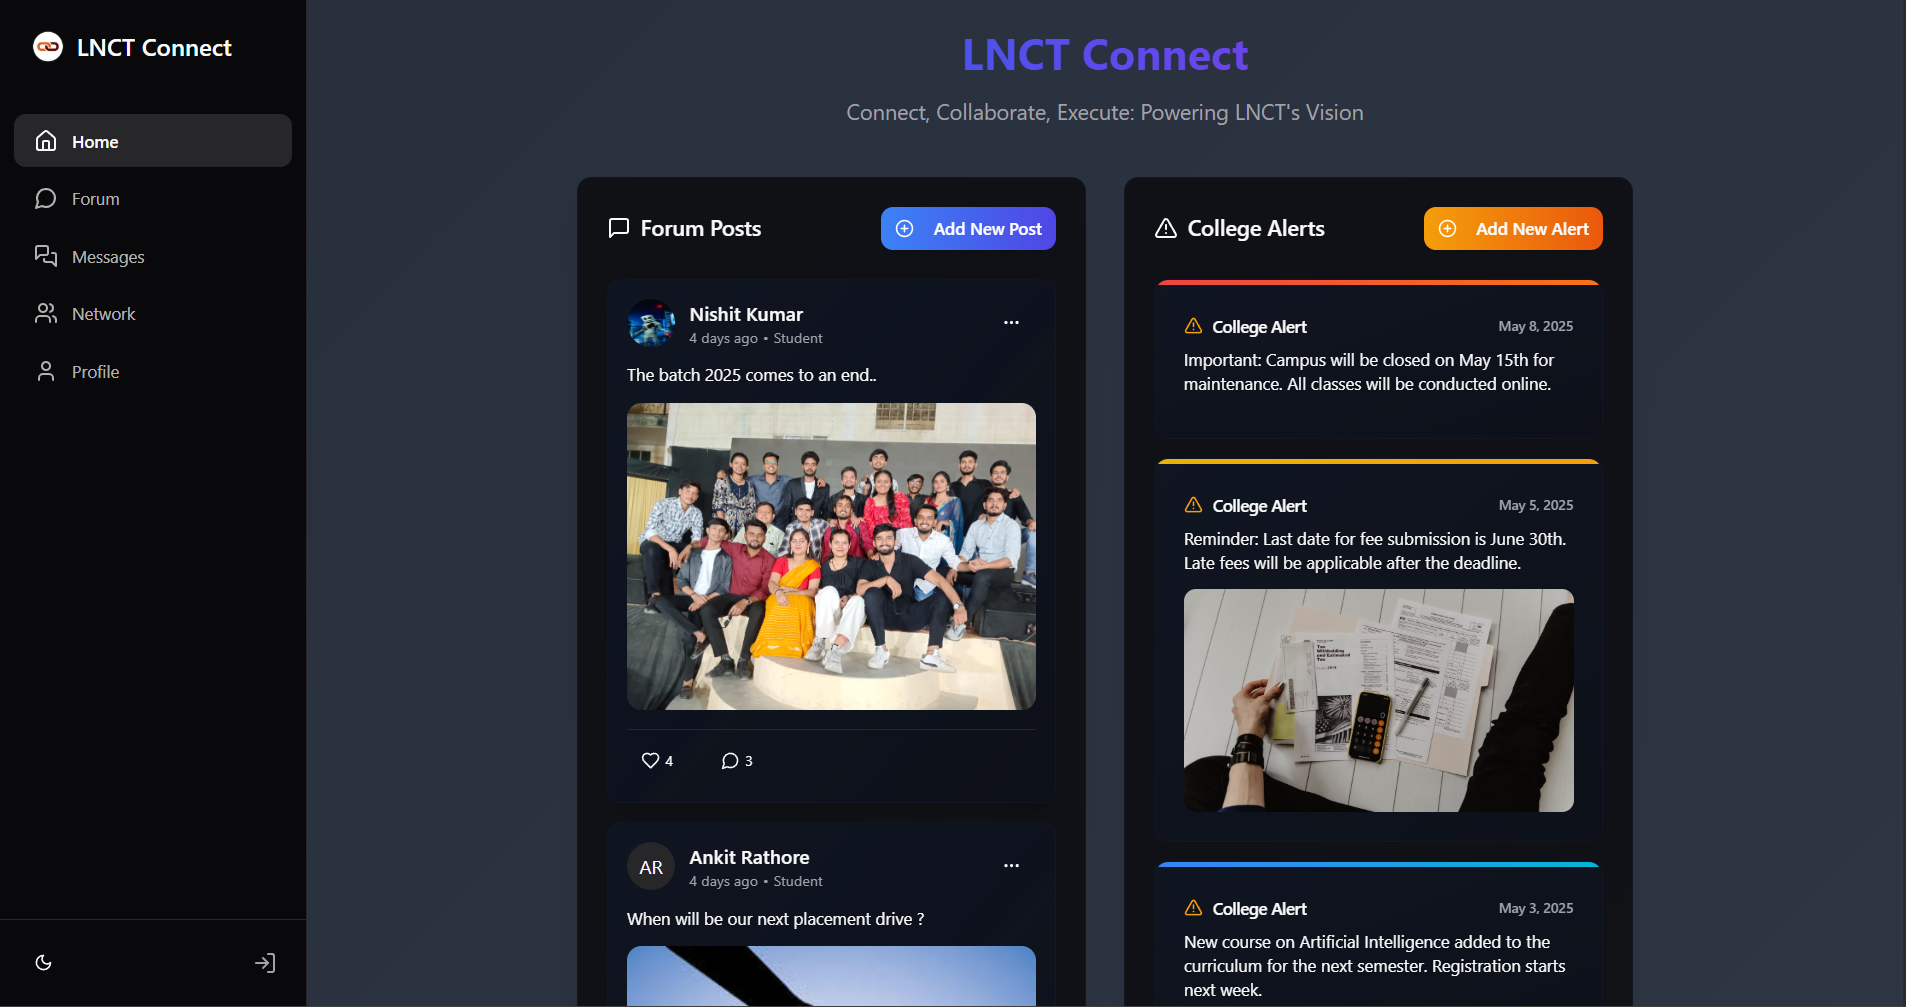 LNCT Connect
Home
Forum
Messages
Network
Profile
LNCT Connect
Connect, Collaborate, Execute: Powering LNCT's Vision
Forum Posts
Add New Post
Nishit Kumar
4 days ago • Student
The batch 2025 comes to an end..
4
3
AR
Ankit Rathore
4 days ago • Student
When will be our next placement drive ?
College Alerts
Add New Alert
College Alert
May 8, 2025
Important: Campus will be closed on May 15th for
maintenance. All classes will be conducted online.
College Alert
May 5, 2025
Reminder: Last date for fee submission is June 30th.
Late fees will be applicable after the deadline.
Tax
Withholding
and Estimated
Tax
College Alert
May 3, 2025
New course on Artificial Intelligence added to the
curriculum for the next semester. Registration starts
next week.